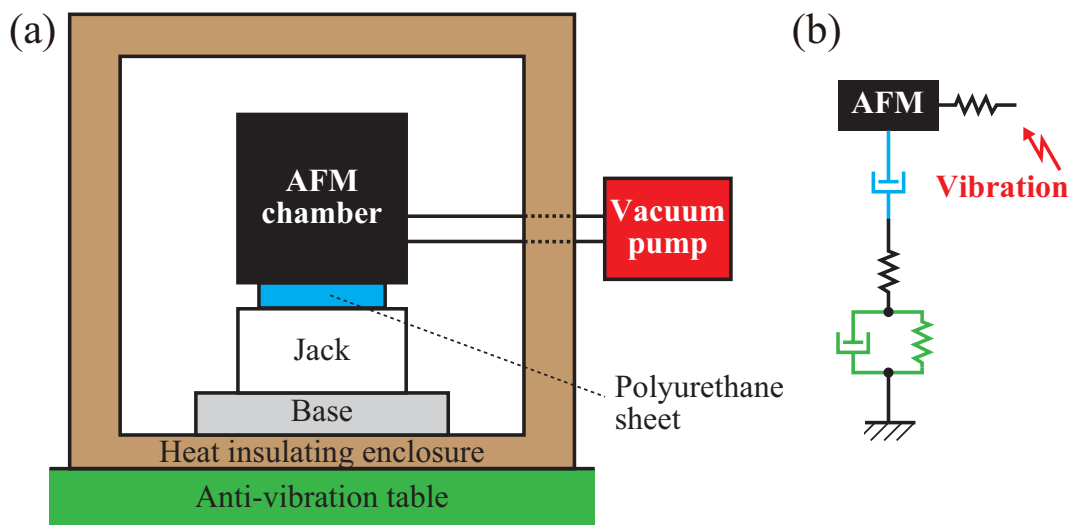 (a)
AFM
chamber
Vacuum
pump
Jack
Base
Polyurethane
sheet
Heat insulating enclosure
Anti-vibration table
(b)
AFM
Vibration